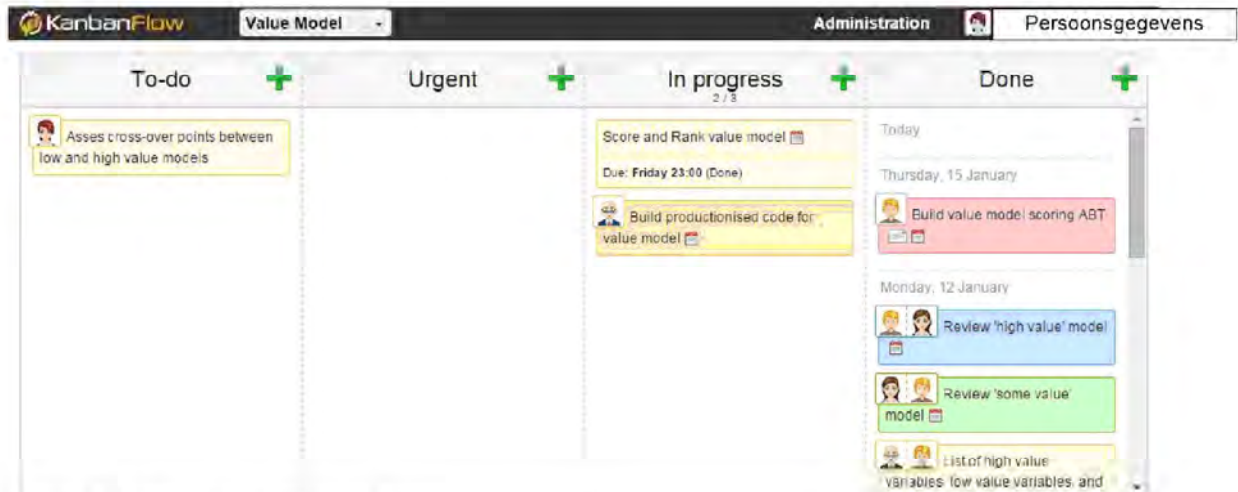 KanbanFlow
Value Model
Administration
Persoonsgegevens
To-do
Urgent
In progress
2 / 3
Done
Asses cross-over points between
low and high value models
Score and Rank value model
Due: Friday 23:00 (Done)
Build productionised code for
value model
Today
Thursday, 15 January
Build value model scoring ABT
Monday, 12 January
Review 'high value' model
Review 'some value'
model
List of high value
variables, low value variables, and